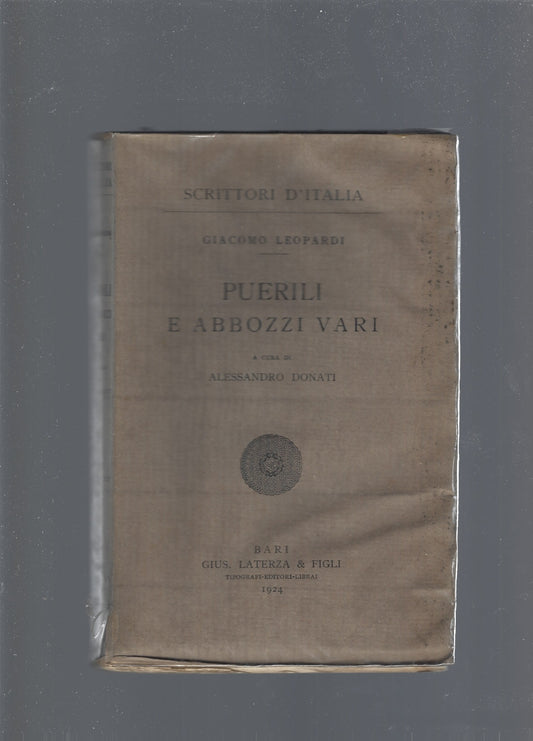 SCRITTORI D'ITALIA
GIACOMO LEOPARDI
PUERILI
E ABBOZZI VARI
A CURA DI
ALESSANDRO DONATI
BARI
GIUS. LATERZA & FIGLI
TIPOGRAFI-EDITORI-LIBRAI
1924